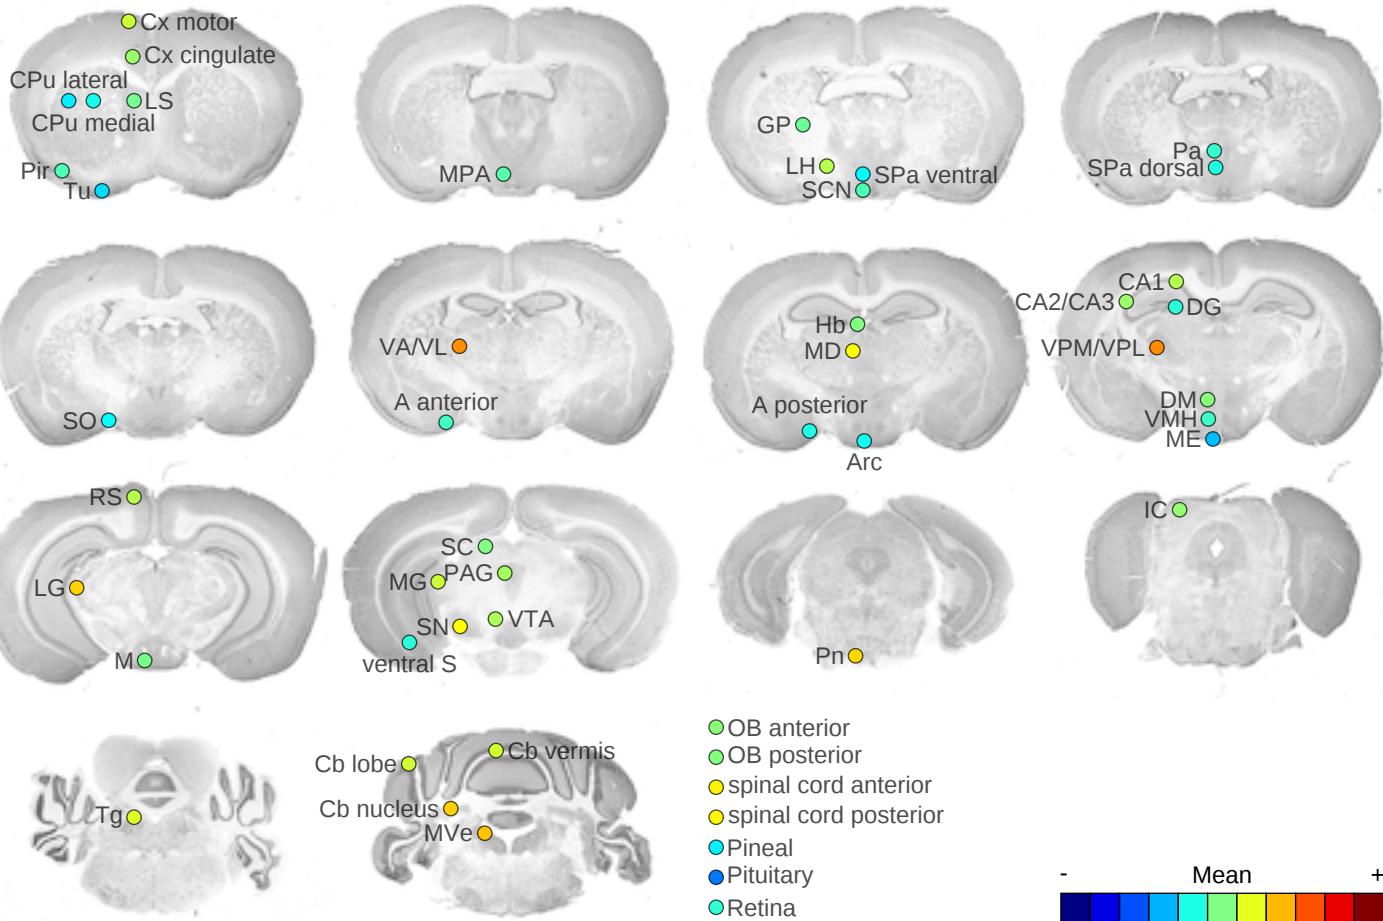 Cx motor
Cx cingulate
CPu lateral
LS
CPu medial
Pir
Tu
MPA
GP
LH
SPa ventral
SCN
Pa
SPa dorsal
SO
VA/VL
A anterior
Hb
MD
A posterior
Arc
CA1
CA2/CA3
DG
VPM/VPL
DM
VMH
ME
RS
LG
M
SC
PAG
MG
VTA
SN
ventral S
Pn
IC
Tg
Cb lobe
Cb vermis
Cb nucleus
MVe
OB anterior
OB posterior
spinal cord anterior
spinal cord posterior
Pineal
Pituitary
Retina
- Mean +